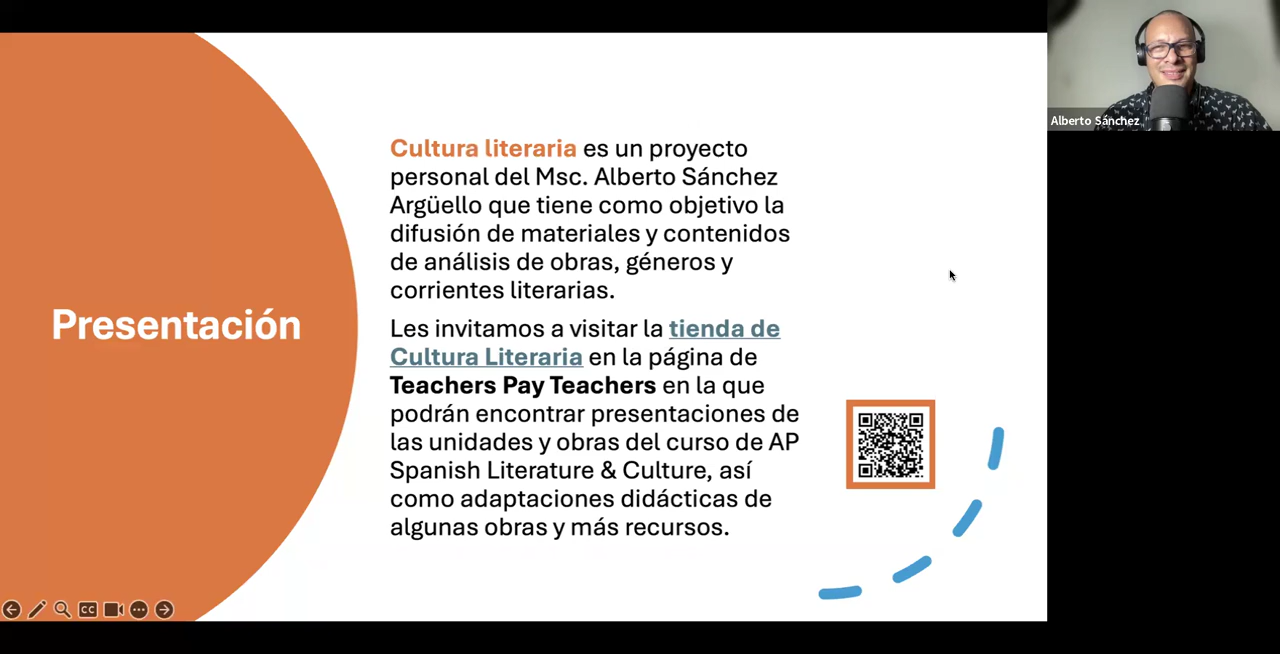 Presentación
Cultura literaria es un proyecto
personal del Msc. Alberto Sánchez
Argüello que tiene como objetivo la
difusión de materiales y contenidos
de análisis de obras, géneros y
corrientes literarias.
Les invitamos a visitar la tienda de
Cultura Literaria en la página de
Teachers Pay Teachers en la que
podrán encontrar presentaciones de
las unidades y obras del curso de AP
Spanish Literature & Culture, así
como adaptaciones didácticas de
algunas obras y más recursos.
Alberto Sánchez
CC